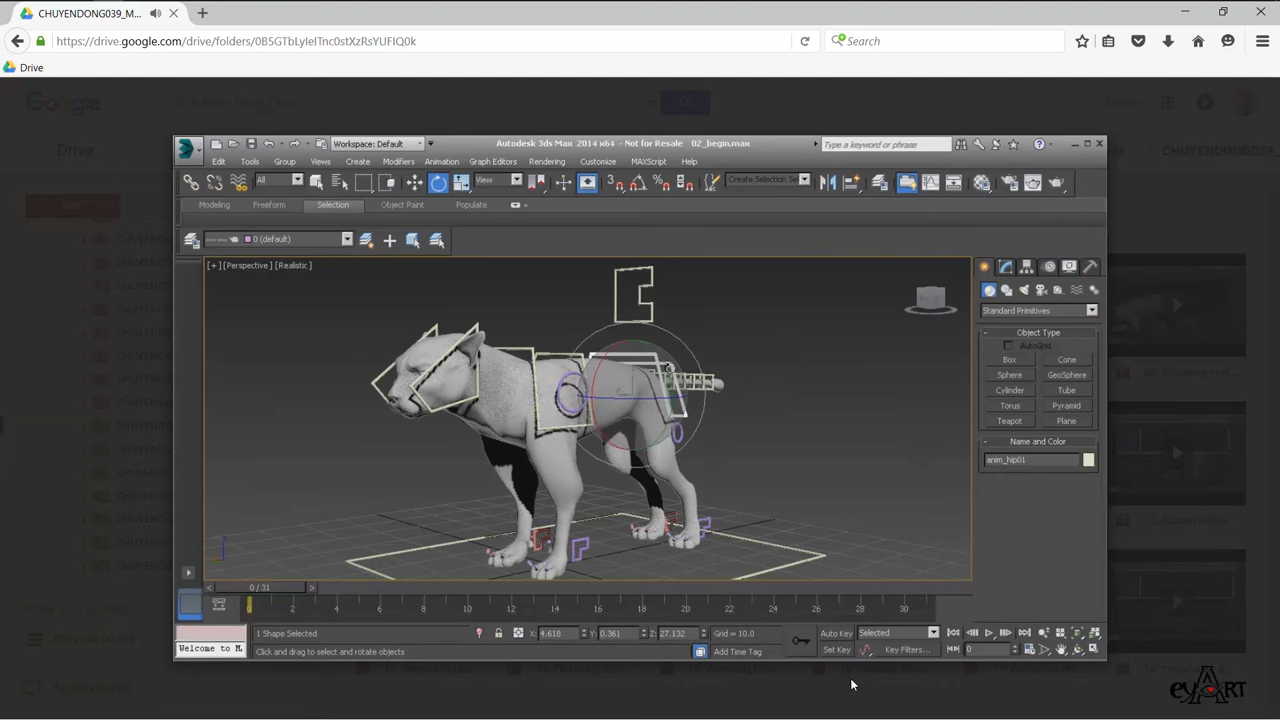 CHUYENDONG039_M...
https://drive.google.com/drive/folders/0B5GTbLyIeITnc0stXzRsYUFIQ0k
Search
Drive
Google
Drive
Autodesk 3ds Max 2014 x64 - Not for Resale 02_begin.max
Workspace: Default
Type a keyword or phrase
Edit Tools Group Views Create Modifiers Animation Graph Editors Rendering Customize MAXScript Help
All
View
Create Selection Se
Modeling Freeform Selection Object Paint Populate
0 (default)
[+] [Perspective] [Realistic]
Standard Primitives
Object Type
AutoGrid
Box Cone
Sphere GeoSphere
Cylinder Tube
Torus Pyramid
Teapot Plane
Name and Color
anim_hip01
0 / 31
0 2 4 6 8 10 12 14 16 18 20 22 24 26 28 30
1 Shape Selected
X: 4.618 Y: 0.361 Z: 27.132 Grid = 10.0
Auto Key Selected
Welcome to M
Click and drag to select and rotate objects
Add Time Tag
Set Key Key Filters...
0
eyART